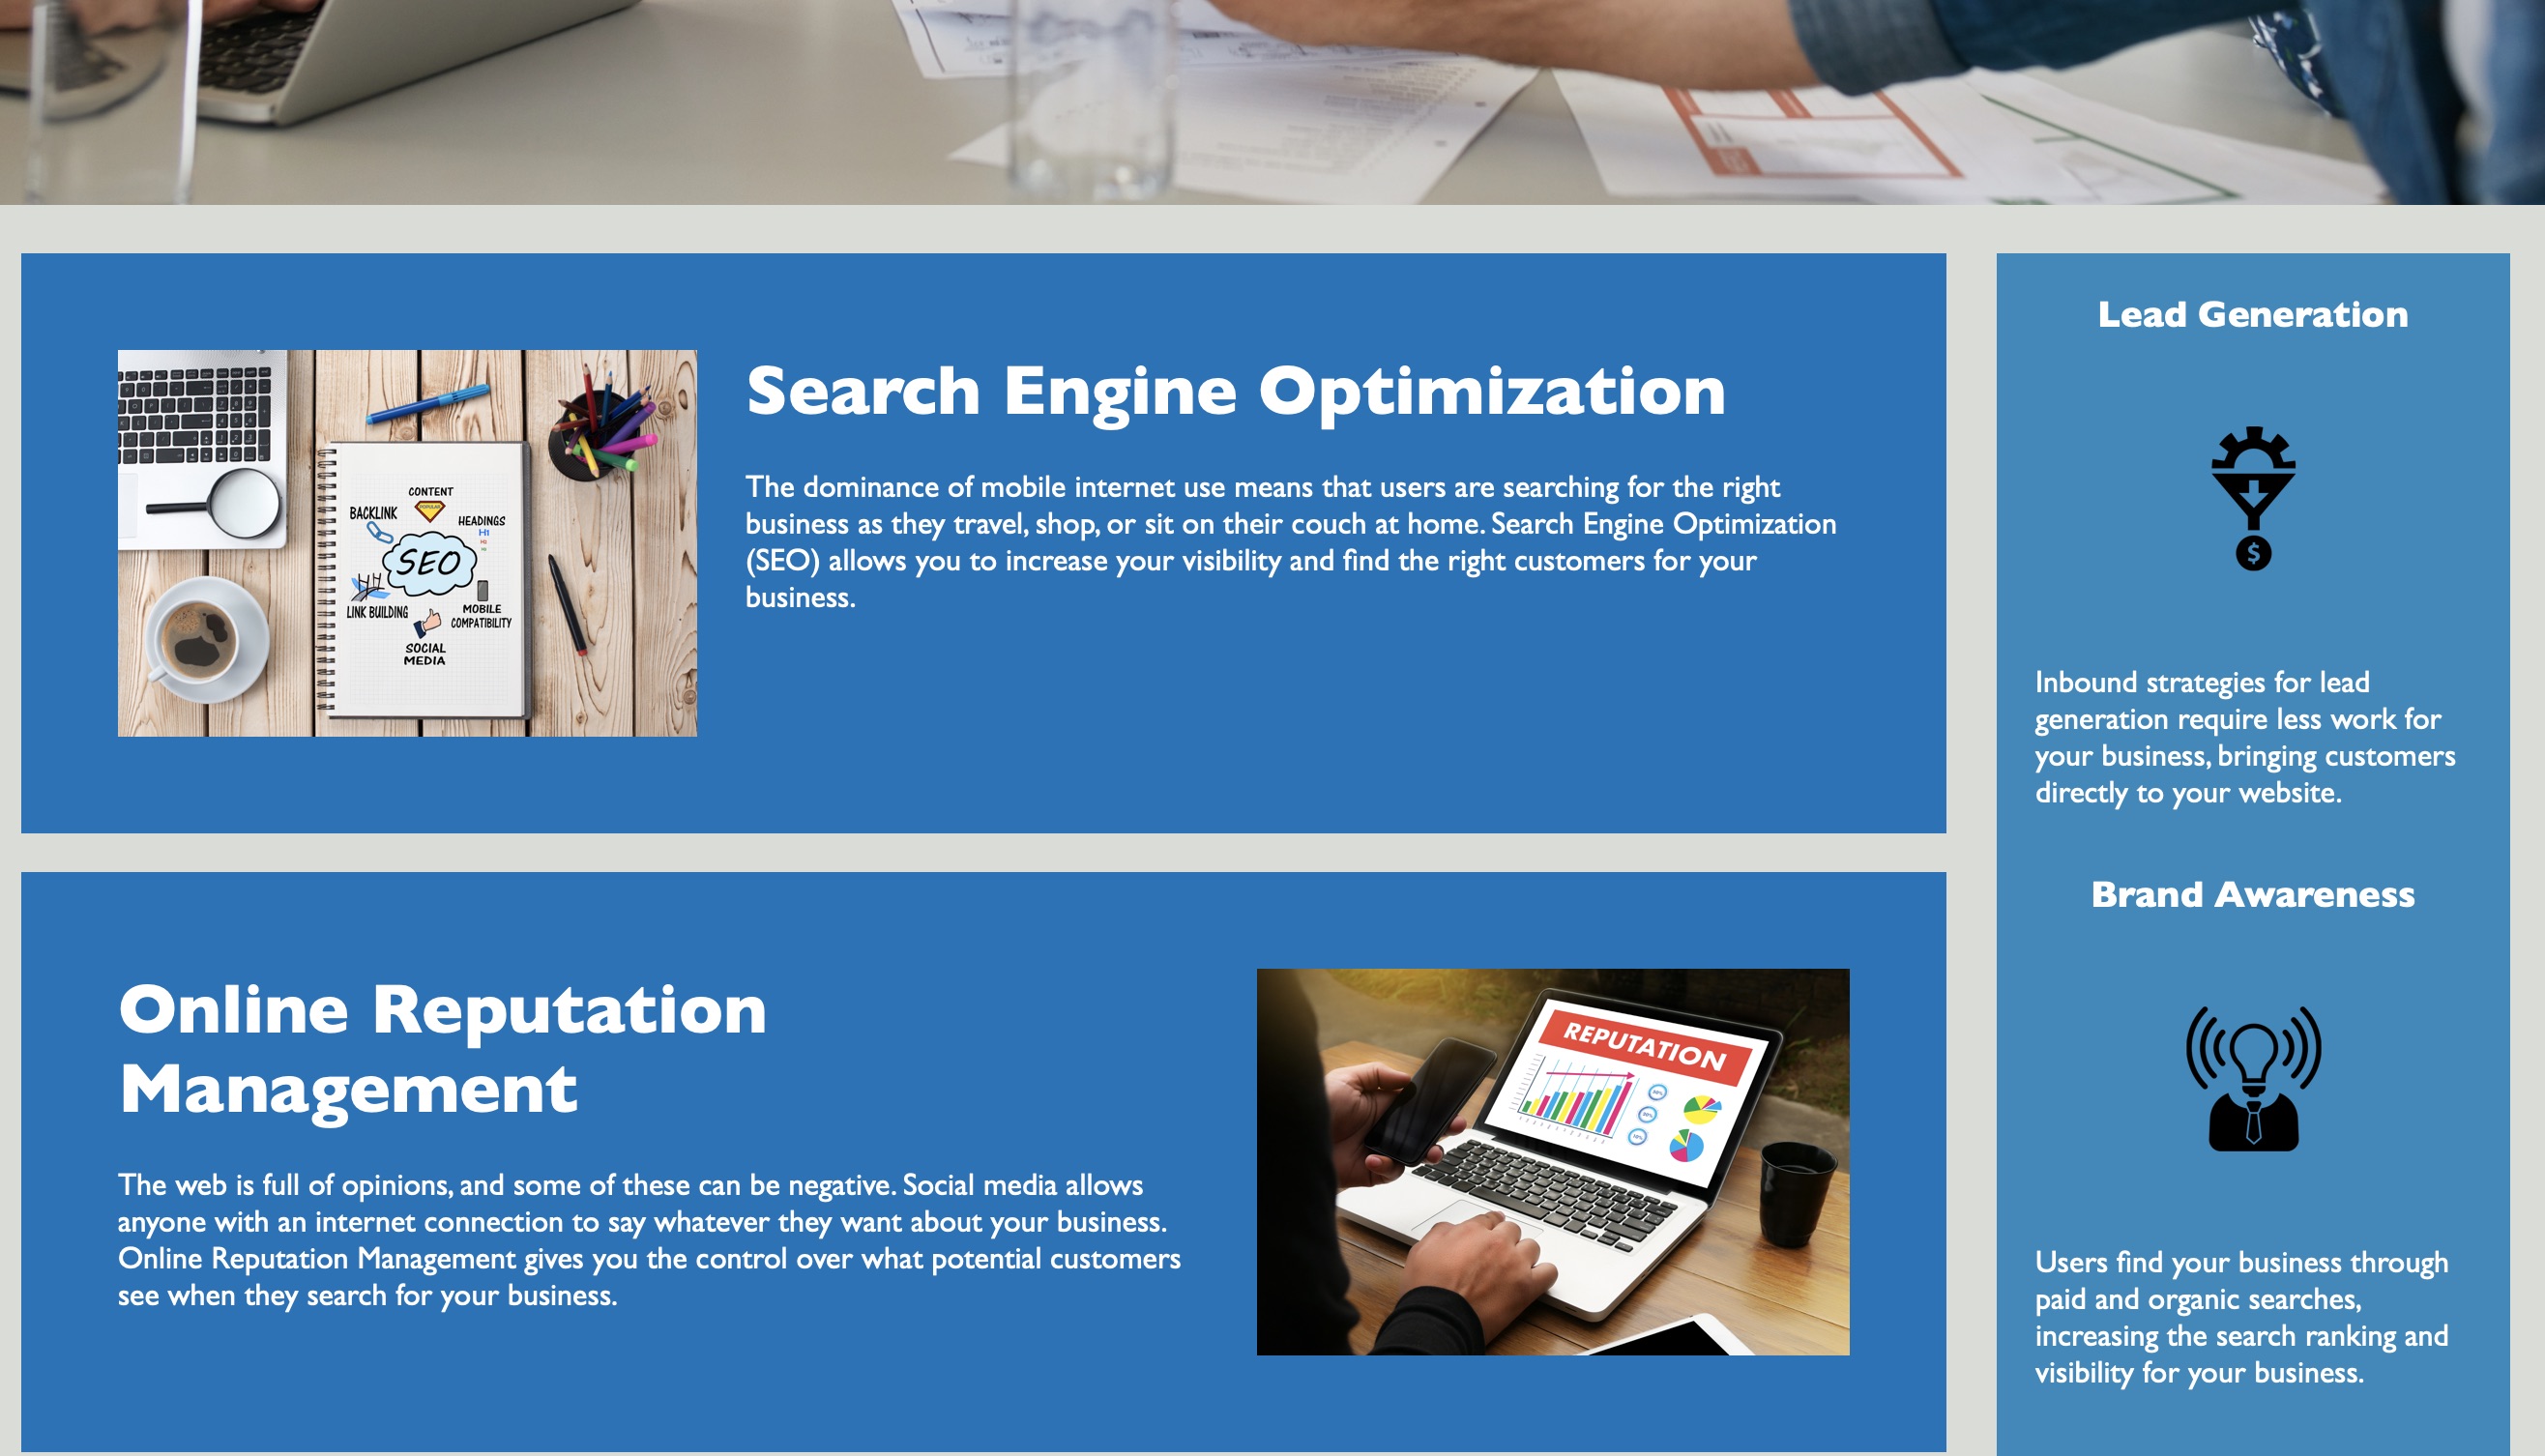 Search Engine Optimization
The dominance of mobile internet use means that users are searching for the right
business as they travel, shop, or sit on their couch at home. Search Engine Optimization
(SEO) allows you to increase your visibility and find the right customers for your
business.
CONTENT
POPULAR
BACKLINK
HEADINGS
H1
H2
H3
SEO
LINK BUILDING
MOBILE
COMPATIBILITY
SOCIAL
MEDIA
Online Reputation
Management
The web is full of opinions, and some of these can be negative. Social media allows
anyone with an internet connection to say whatever they want about your business.
Online Reputation Management gives you the control over what potential customers
see when they search for your business.
REPUTATION
Lead Generation
$
Inbound strategies for lead
generation require less work for
your business, bringing customers
directly to your website.
Brand Awareness
Users find your business through
paid and organic searches,
increasing the search ranking and
visibility for your business.